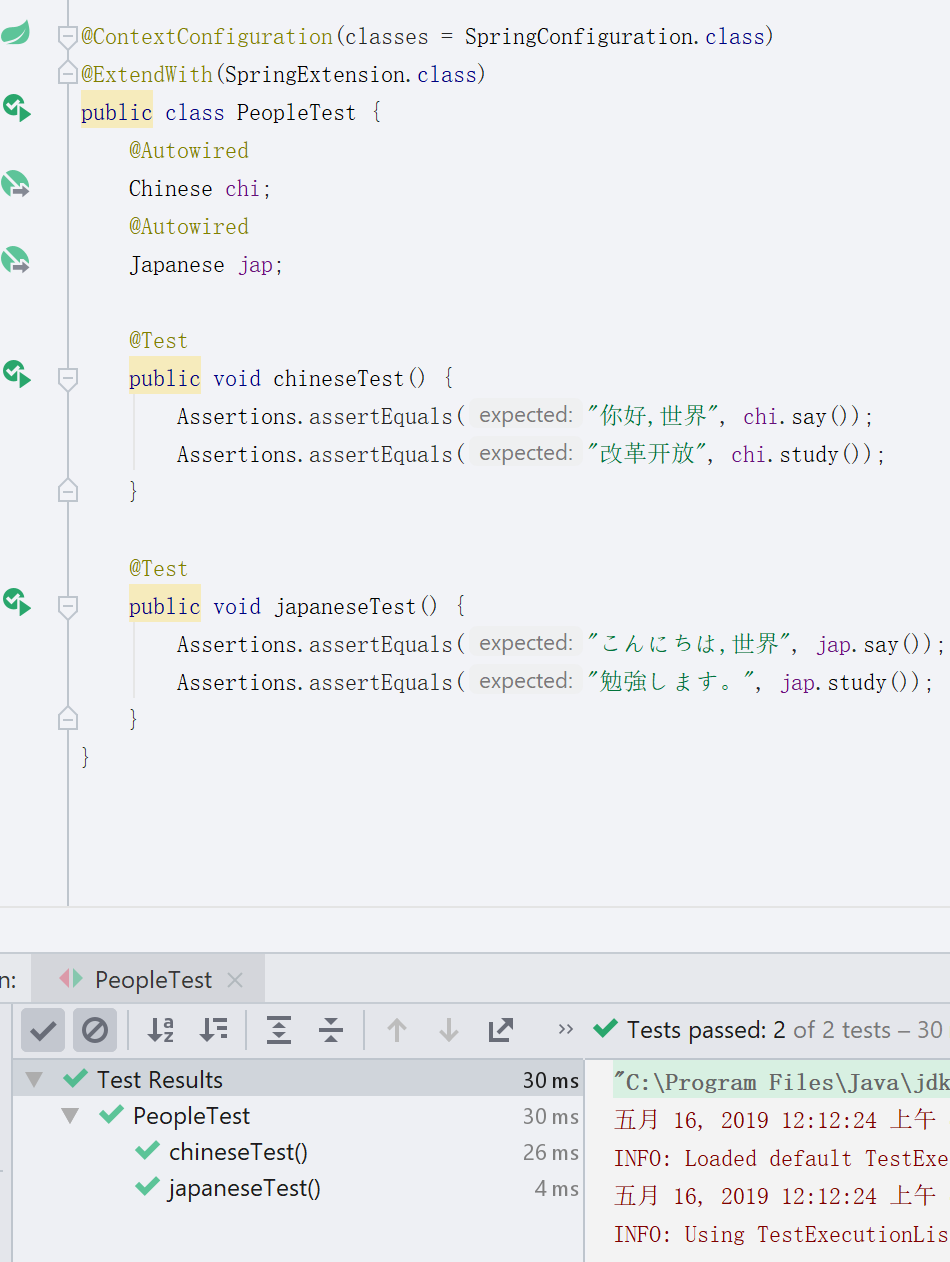 @ContextConfiguration(classes = SpringConfiguration.class)
@ExtendWith(SpringExtension.class)
public class PeopleTest {
@Autowired
Chinese chi;
@Autowired
Japanese jap;
@Test
public void chineseTest() {
Assertions.assertEquals( expected: "你好,世界", chi.say());
Assertions.assertEquals( expected: "改革开放", chi.study());
}
@Test
public void japaneseTest() {
Assertions.assertEquals( expected: "こんにちは,世界", jap.say());
Assertions.assertEquals( expected: "勉強します。", jap.study());
}
}
n: PeopleTest
Tests passed: 2 of 2 tests – 30
Test Results 30 ms
PeopleTest 30 ms
chineseTest() 26 ms
japaneseTest() 4 ms
"C:\Program Files\Java\jdk
五月 16, 2019 12:12:24 上午
INFO: Loaded default TestExe
五月 16, 2019 12:12:24 上午
INFO: Using TestExecutionLis